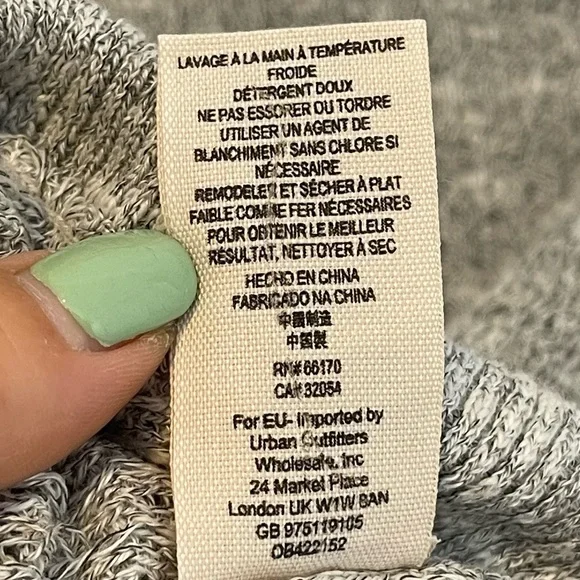 LAVAGE À LA MAIN À TEMPÉRATURE
FROIDE
DÉTERGENT DOUX
NE PAS ESSORER OU TORDRE
UTILISER UN AGENT DE
BLANCHIMENT SANS CHLORE SI
NÉCESSAIRE
REMODELER ET SÉCHER À PLAT
FAIBLE COMME FER NÉCESSAIRES
POUR OBTENIR LE MEILLEUR
RÉSULTAT, NETTOYER À SEC
HECHO EN CHINA
FABRICADO NA CHINA
中國制造
中国製
RN# 66170
CA# 32054
For EU- Imported by
Urban Outfitters
Wholesale, Inc
24 Market Place
London UK W1W 8AN
GB 975119105
OB422152